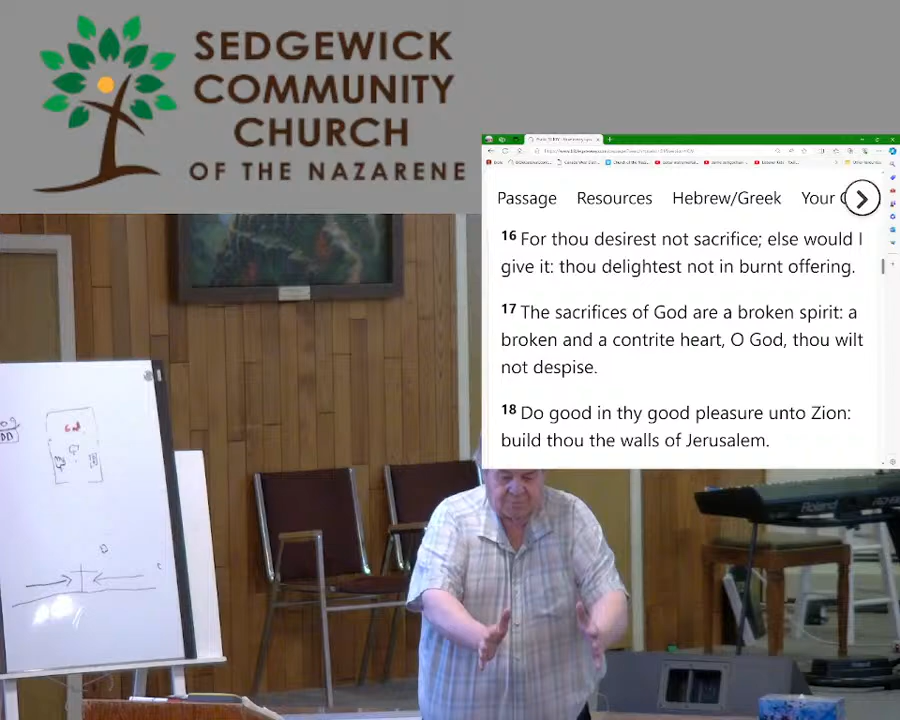 SEDGEWICK
COMMUNITY
CHURCH
OF THE NAZARENE
Passage Resources Hebrew/Greek Your
16 For thou desirest not sacrifice; else would I
give it: thou delightest not in burnt offering.
17 The sacrifices of God are a broken spirit: a
broken and a contrite heart, O God, thou wilt
not despise.
18 Do good in thy good pleasure unto Zion:
build thou the walls of Jerusalem.
God
Roland